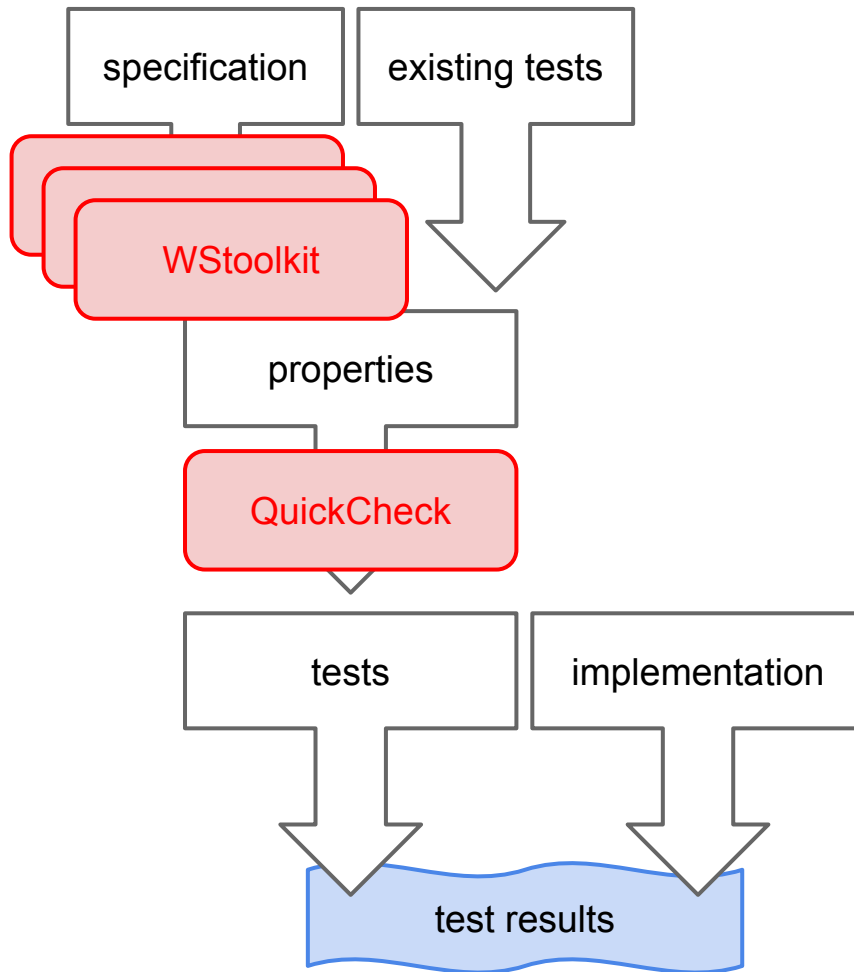 specification
existing tests
WStoolkit
properties
QuickCheck
tests
implementation
test results